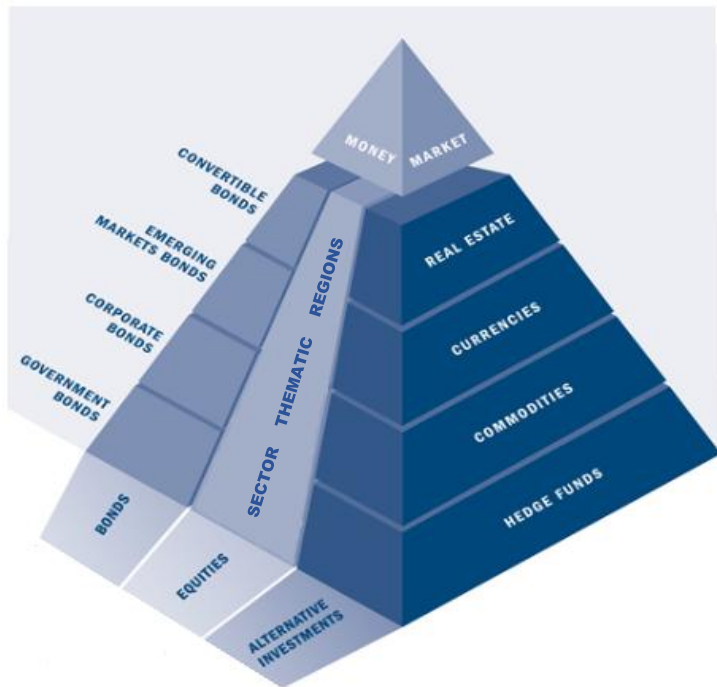 MONEY MARKET
CONVERTIBLE
BONDS
EMERGING
MARKETS BONDS
CORPORATE
BONDS
GOVERNMENT
BONDS
SECTOR THEMATIC REGIONS
REAL ESTATE
CURRENCIES
COMMODITIES
HEDGE FUNDS
BONDS
EQUITIES
ALTERNATIVE
INVESTMENTS